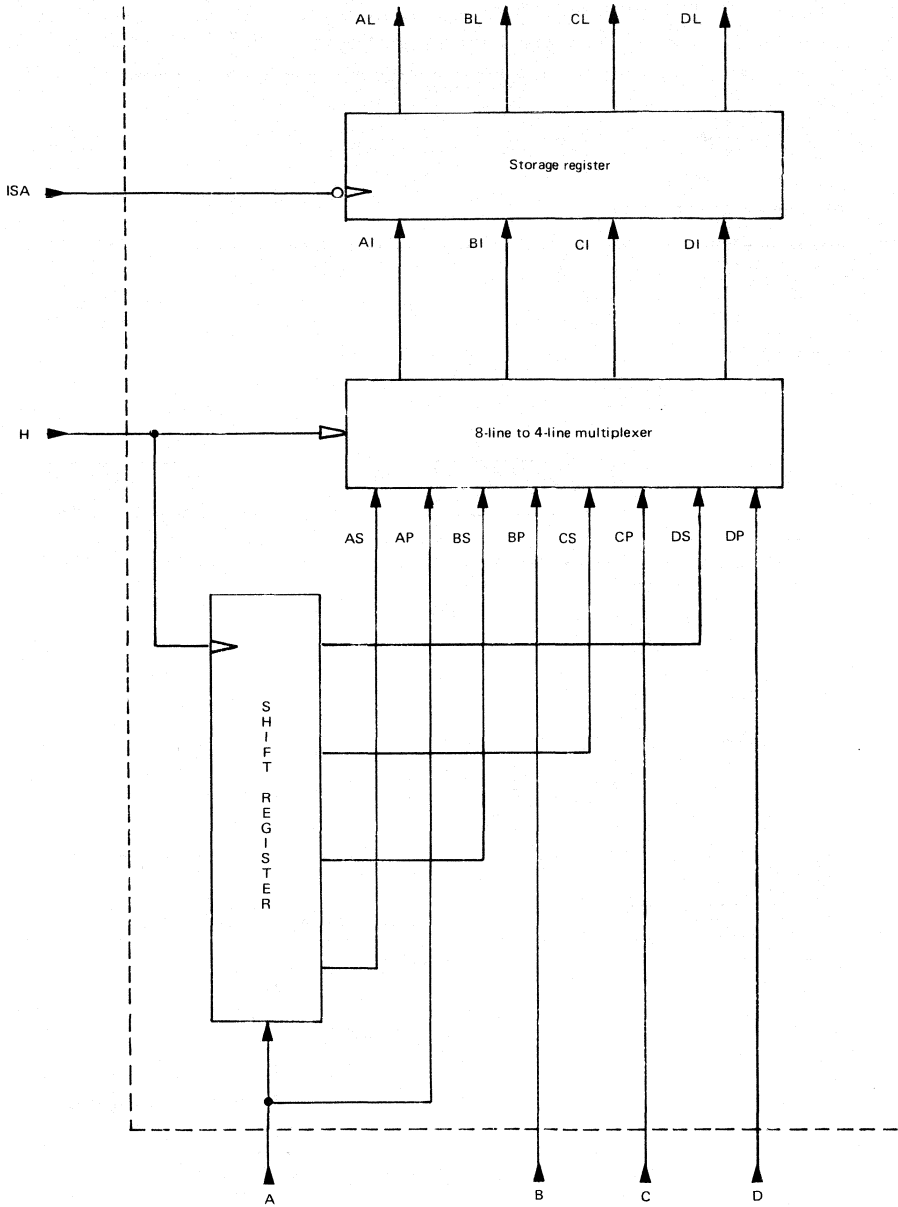 AL BL CL DL
Storage register
ISA
AI BI CI DI
H
8-line to 4-line multiplexer
AS AP BS BP CS CP DS DP
SHIFT REGISTER
A B C D